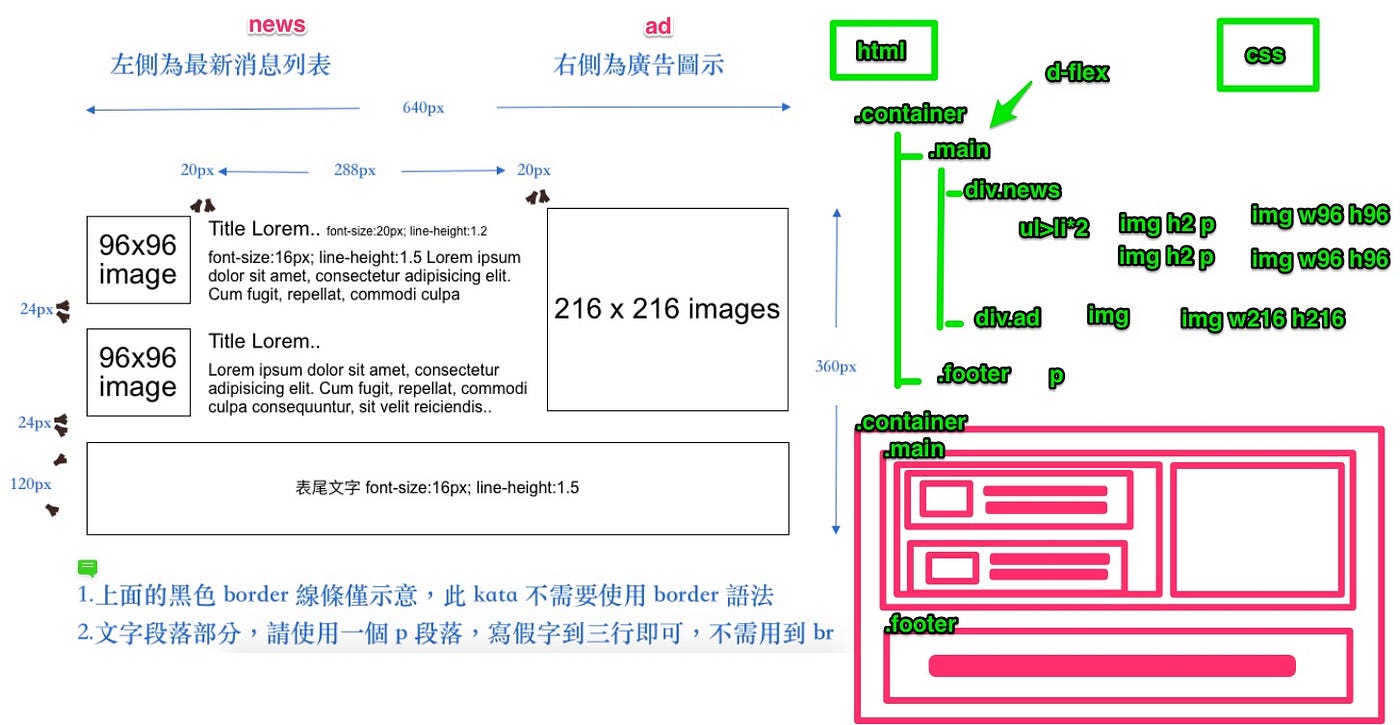 news
ad
左側為最新消息列表
右側為廣告圖示
640px
20px
288px
20px
96x96
image
Title Lorem.. font-size:20px; line-height:1.2
font-size:16px; line-height:1.5 Lorem ipsum
dolor sit amet, consectetur adipisicing elit.
Cum fugit, repellat, commodi culpa
216 x 216 images
24px
96x96
image
Title Lorem..
Lorem ipsum dolor sit amet, consectetur
adipisicing elit. Cum fugit, repellat, commodi
culpa consequuntur, sit velit reiciendis..
24px
360px
120px
表尾文字 font-size:16px; line-height:1.5
1.上面的黑色 border 線條僅示意，此 kata 不需要使用 border 語法
2.文字段落部分，請使用一個 p 段落，寫假字到三行即可，不需用到 br
html
css
d-flex
.container
.main
div.news
ul>li*2 img h2 p img w96 h96
img h2 p img w96 h96
div.ad img img w216 h216
.footer p
.container
.main
.footer